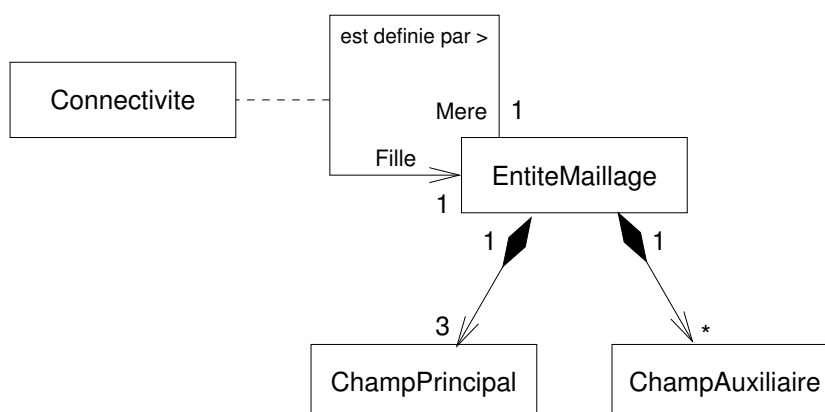 est definie par >
Connectivite
Mere 1
Fille
EntiteMaillage
1
1 1
3 *
ChampPrincipal ChampAuxiliaire